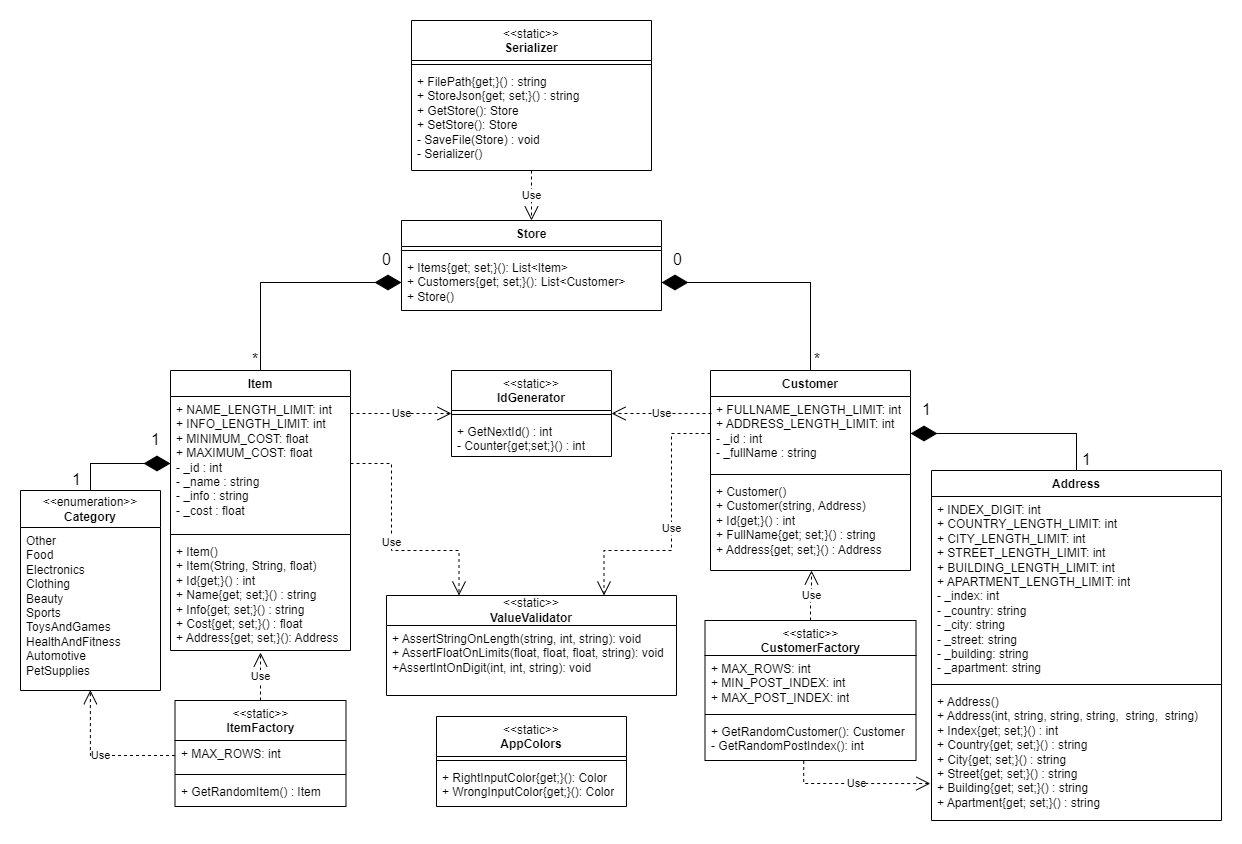 <<static>>
Serializer
+ FilePath{get;}() : string
+ StoreJson{get; set;}() : string
+ GetStore(): Store
+ SetStore(): Store
- SaveFile(Store) : void
- Serializer()
Use
Store
+ Items{get; set;}(): List<Item>
+ Customers{get; set;}(): List<Customer>
+ Store()
0
0
*
*
Item
+ NAME_LENGTH_LIMIT: int
+ INFO_LENGTH_LIMIT: int
+ MINIMUM_COST: float
+ MAXIMUM_COST: float
- _id : int
- _name : string
- _info : string
- _cost : float
+ Item()
+ Item(String, String, float)
+ Id{get;}() : int
+ Name{get; set;}() : string
+ Info{get; set;}() : string
+ Cost{get; set;}() : float
+ Address{get; set;}(): Address
Use
<<static>>
IdGenerator
+ GetNextId() : int
- Counter{get;set;}() : int
Use
Customer
+ FULLNAME_LENGTH_LIMIT: int
+ ADDRESS_LENGTH_LIMIT: int
- _id : int
- _fullName : string
+ Customer()
+ Customer(string, Address)
+ Id{get;}() : int
+ FullName{get; set;}() : string
+ Address{get; set;}() : Address
1
1
1
1
<<enumeration>>
Category
Other
Food
Electronics
Clothing
Beauty
Sports
ToysAndGames
HealthAndFitness
Automotive
PetSupplies
Address
+ INDEX_DIGIT: int
+ COUNTRY_LENGTH_LIMIT: int
+ CITY_LENGTH_LIMIT: int
+ STREET_LENGTH_LIMIT: int
+ BUILDING_LENGTH_LIMIT: int
+ APARTMENT_LENGTH_LIMIT: int
- _index: int
- _country: string
- _city: string
- _street: string
- _building: string
- _apartment: string
+ Address()
+ Address(int, string, string, string, string, string)
+ Index{get; set;}() : int
+ Country{get; set;}() : string
+ City{get; set;}() : string
+ Street{get; set;}() : string
+ Building{get; set;}() : string
+ Apartment{get; set;}() : string
Use
Use
<<static>>
ValueValidator
+ AssertStringOnLength(string, int, string): void
+ AssertFloatOnLimits(float, float, float, string): void
+AssertIntOnDigit(int, int, string): void
Use
Use
<<static>>
ItemFactory
+ MAX_ROWS: int
+ GetRandomItem() : Item
Use
<<static>>
AppColors
+ RightInputColor{get;}(): Color
+ WrongInputColor{get;}(): Color
<<static>>
CustomerFactory
+ MAX_ROWS: int
+ MIN_POST_INDEX: int
+ MAX_POST_INDEX: int
+ GetRandomCustomer(): Customer
- GetRandomPostIndex(): int
Use